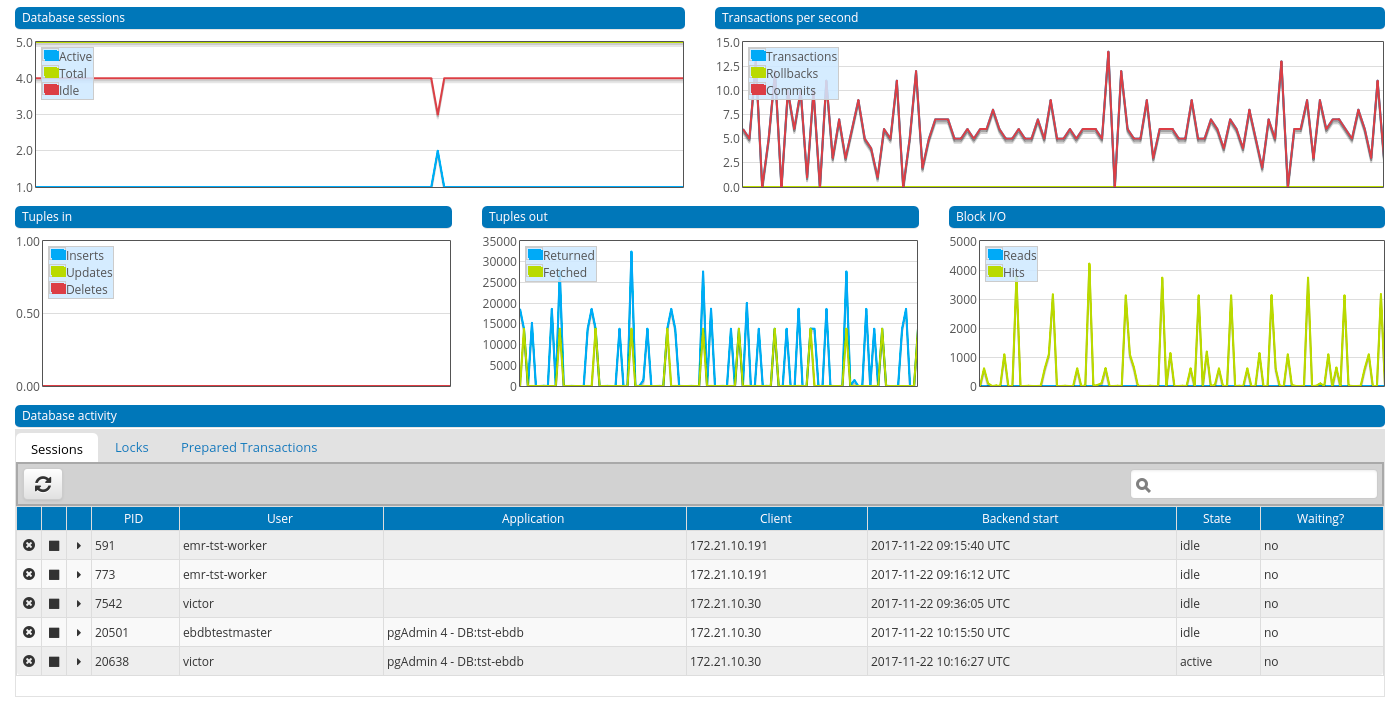 Database sessions
Transactions per second
5.0
4.0
3.0
2.0
1.0
Active
Total
Idle
15.0
12.5
10.0
7.5
5.0
2.5
0.0
Transactions
Rollbacks
Commits
Tuples in
Tuples out
Block I/O
1.00
0.50
0.00
Inserts
Updates
Deletes
35000
30000
25000
20000
15000
10000
5000
0
Returned
Fetched
5000
4000
3000
2000
1000
0
Reads
Hits
Database activity
Sessions Locks Prepared Transactions
PID User Application Client Backend start State Waiting?
591 emr-tst-worker 172.21.10.191 2017-11-22 09:15:40 UTC idle no
773 emr-tst-worker 172.21.10.191 2017-11-22 09:16:12 UTC idle no
7542 victor 172.21.10.30 2017-11-22 09:36:05 UTC idle no
20501 ebdbtestmaster pgAdmin 4 - DB:tst-ebdb 172.21.10.30 2017-11-22 10:15:50 UTC idle no
20638 victor pgAdmin 4 - DB:tst-ebdb 172.21.10.30 2017-11-22 10:16:27 UTC active no